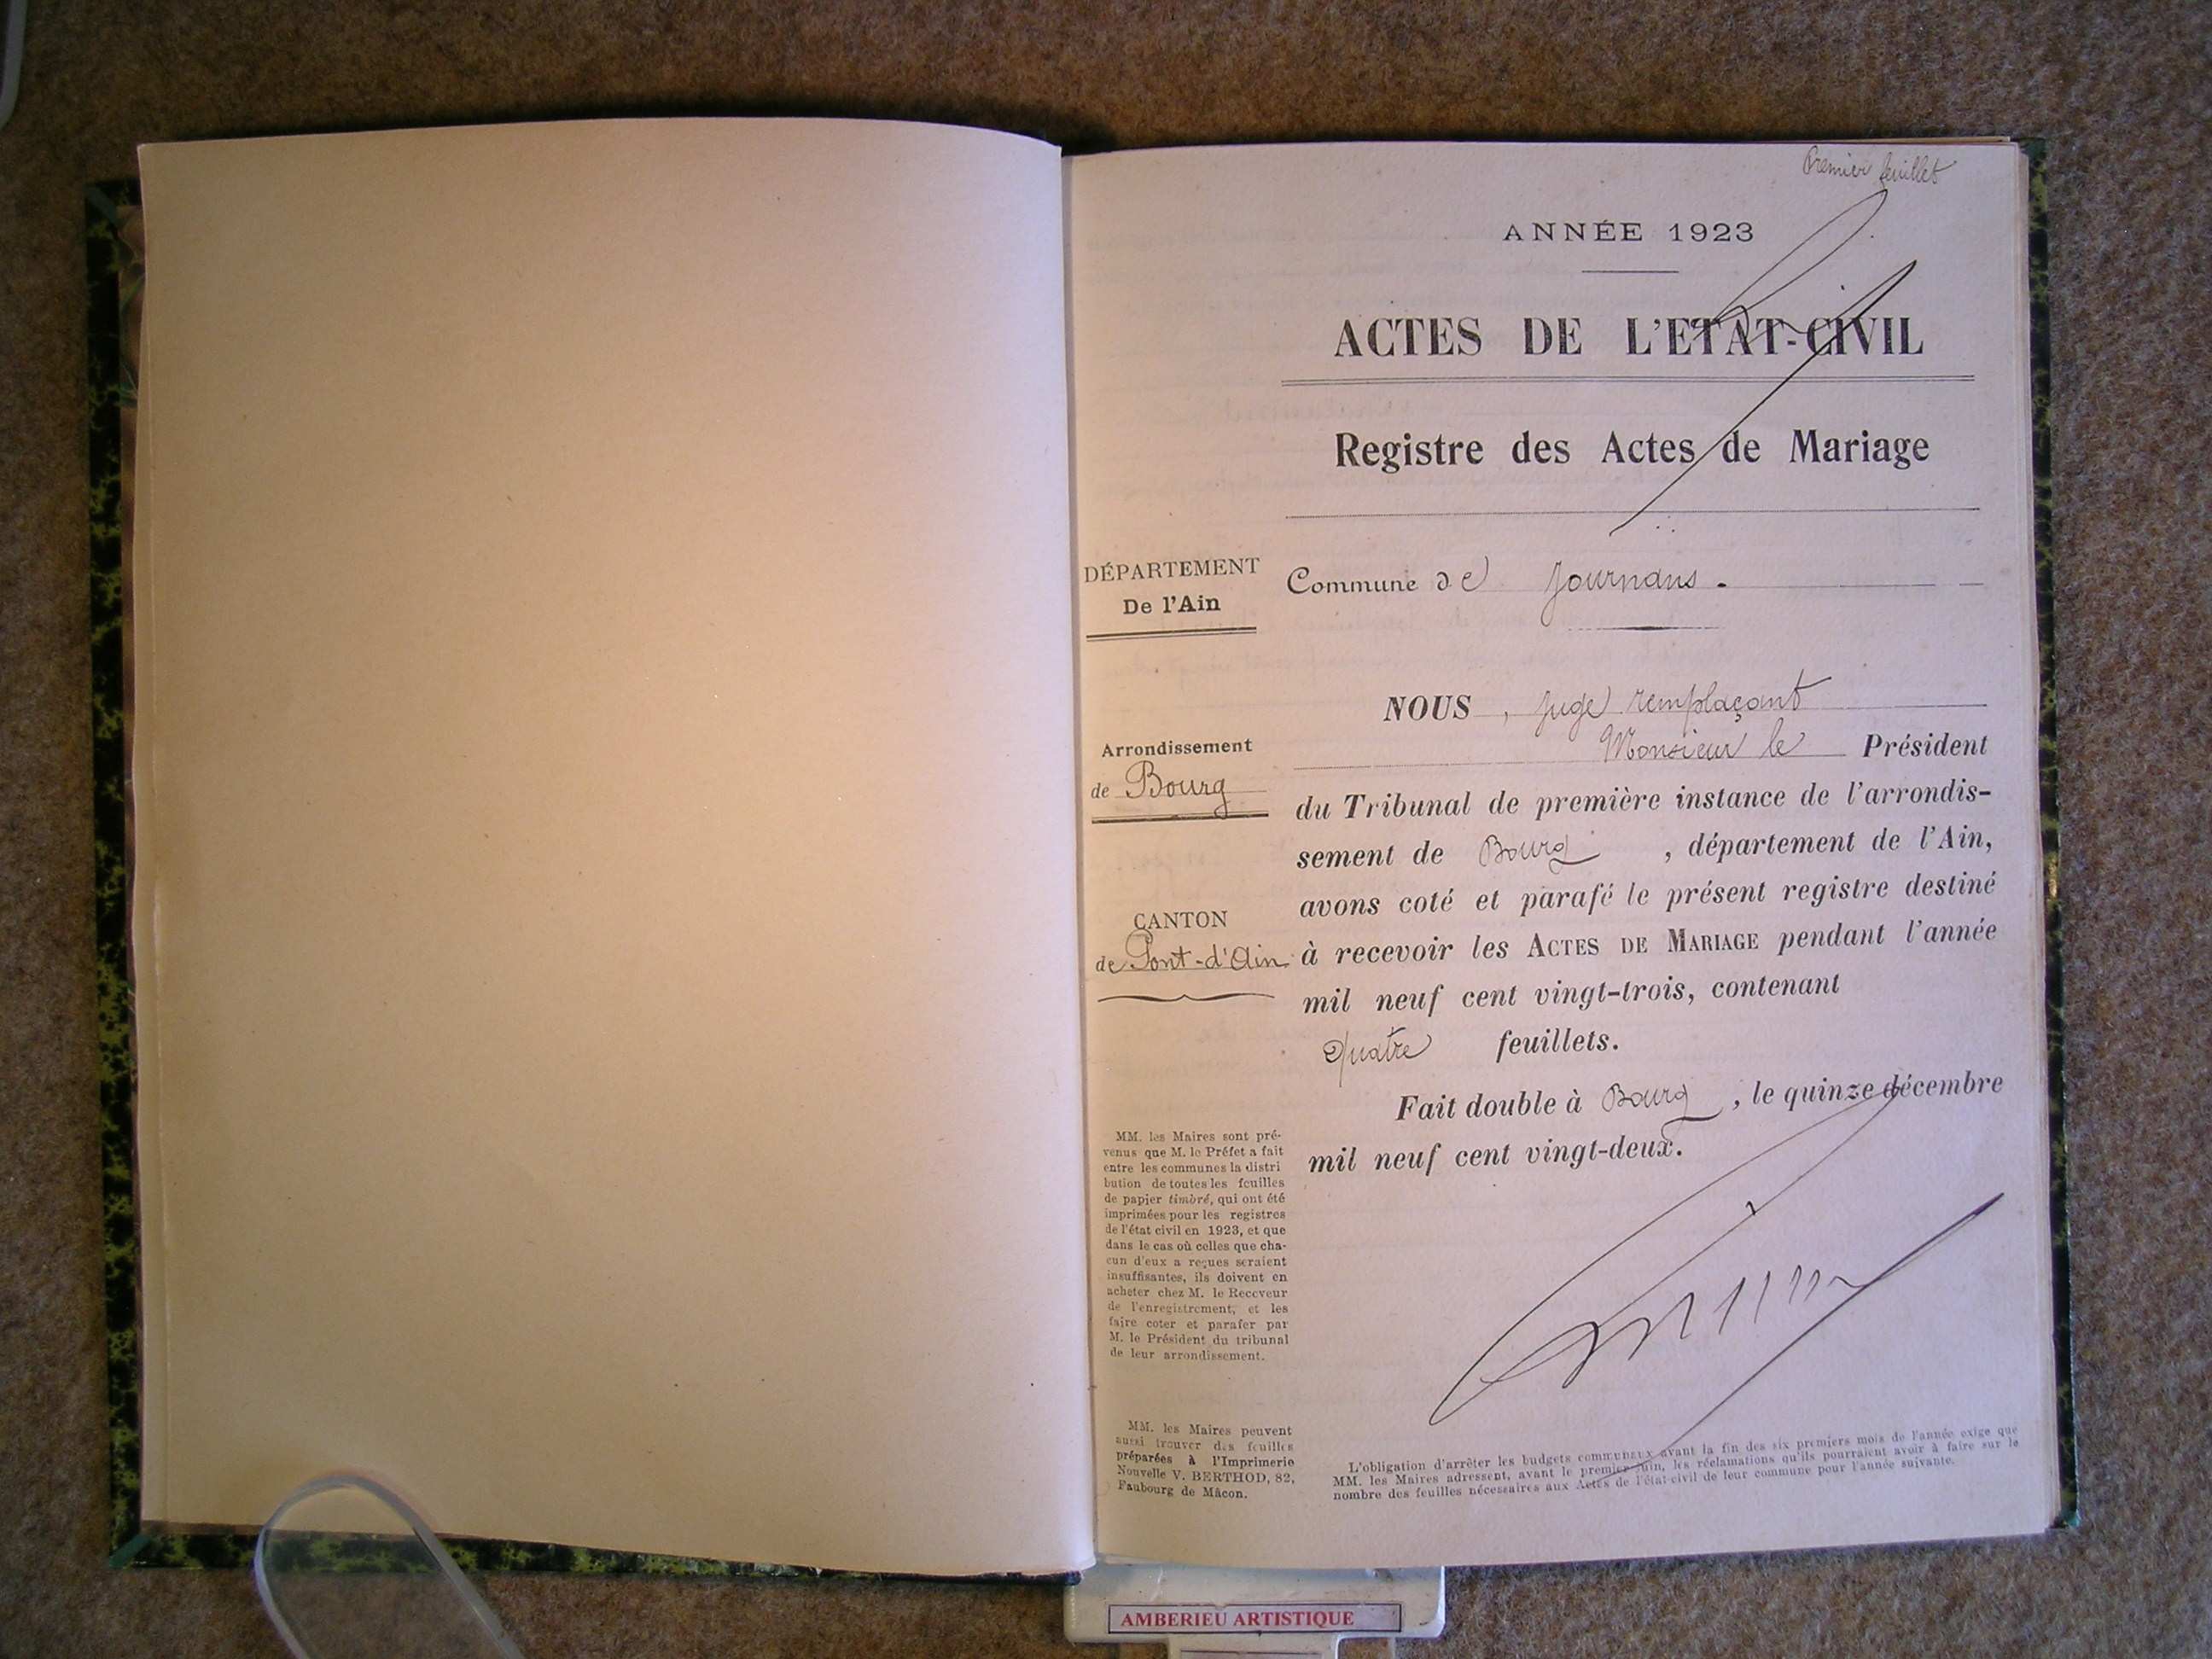 Premier feuillet
ANNÉE 1923
ACTES DE L'ETAT-CIVIL
Registre des Actes de Mariage
DÉPARTEMENT
De l'Ain
Commune de Journans.
Arrondissement
de Bourg
CANTON
de Pont-d'Ain
NOUS, Juge remplaçant
Monsieur le Président
du Tribunal de première instance de l'arrondis-
sement de Bourg, département de l'Ain,
avons coté et parafé le présent registre destiné
à recevoir les ACTES DE MARIAGE pendant l'année
mil neuf cent vingt-trois, contenant
Quatre feuillets.
Fait double à Bourg, le quinze décembre
mil neuf cent vingt-deux.
MM. les Maires sont pré-
venus que M. le Préfet a fait
entre les communes la distri
bution de toutes les feuilles
de papier timbré, qui ont été
imprimées pour les registres
de l'état civil en 1923, et que
dans le cas où celles que cha-
cun d'eux a reçues seraient
insuffisantes, ils doivent en
acheter chez M. le Receveur
de l'enregistrement, et les
faire coter et parafer par
M. le Président du tribunal
de leur arrondissement.
MM. les Maires peuvent
aussi trouver des feuilles
préparées à l'Imprimerie
Nouvelle V. BERTHOD, 82,
Faubourg de Mâcon.
L'obligation d'arrêter les budgets communaux avant la fin des six premiers mois de l'année exige que
MM. les Maires adressent, avant le premier Juin, les réclamations qu'ils pourraient avoir à faire sur le
nombre des feuilles nécessaires aux Actes de l'état-civil de leur commune pour l'année suivante.
AMBERIEU ARTISTIQUE